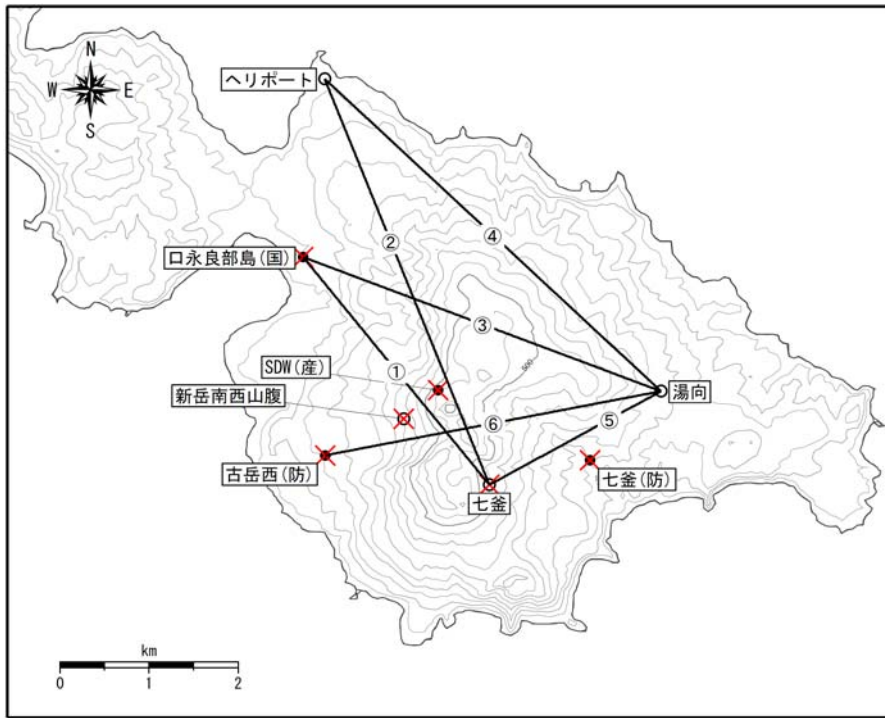 N
W E
S
ヘリポート
②
④
口永良部島(国)
③
SDW(産)
①
500
新岳南西山腹
湯向
⑥
⑤
古岳西(防)
七釜(防)
七釜
km
0 1 2